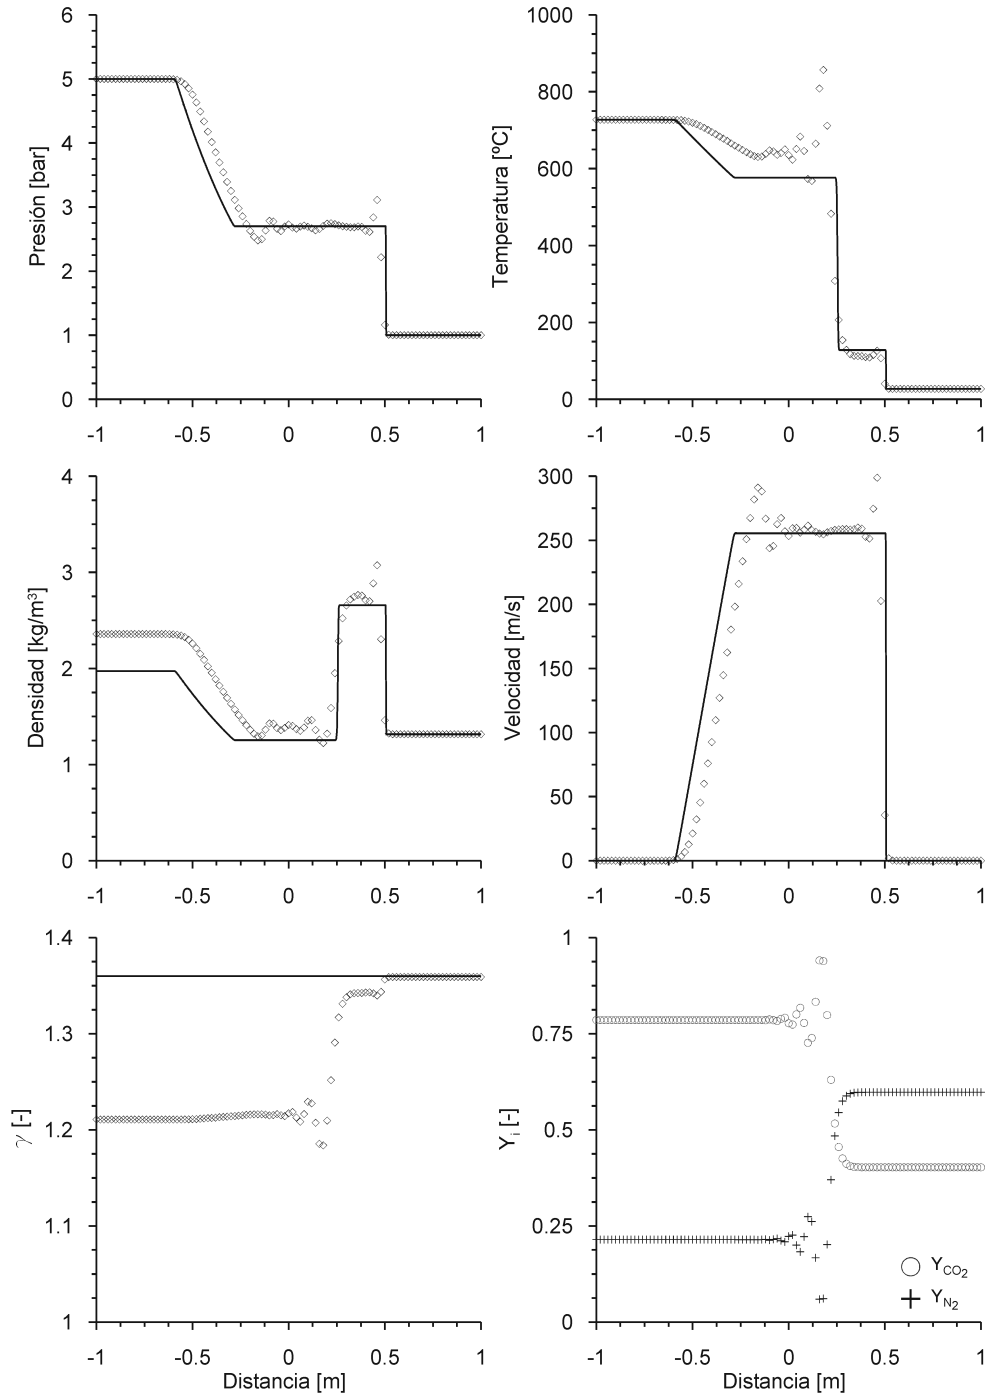 Presión [bar]
6
5
4
3
2
1
0
-1 -0.5 0 0.5 1
Temperatura [ºC]
1000
800
600
400
200
0
-1 -0.5 0 0.5 1
Densidad [kg/m³]
4
3
2
1
0
-1 -0.5 0 0.5 1
Velocidad [m/s]
300
250
200
150
100
50
0
-1 -0.5 0 0.5 1
γ [-]
1.4
1.3
1.2
1.1
1
-1 -0.5 0 0.5 1
Distancia [m]
Y_i [-]
1
0.75
0.5
0.25
0
Y_CO₂
Y_N₂
-1 -0.5 0 0.5 1
Distancia [m]